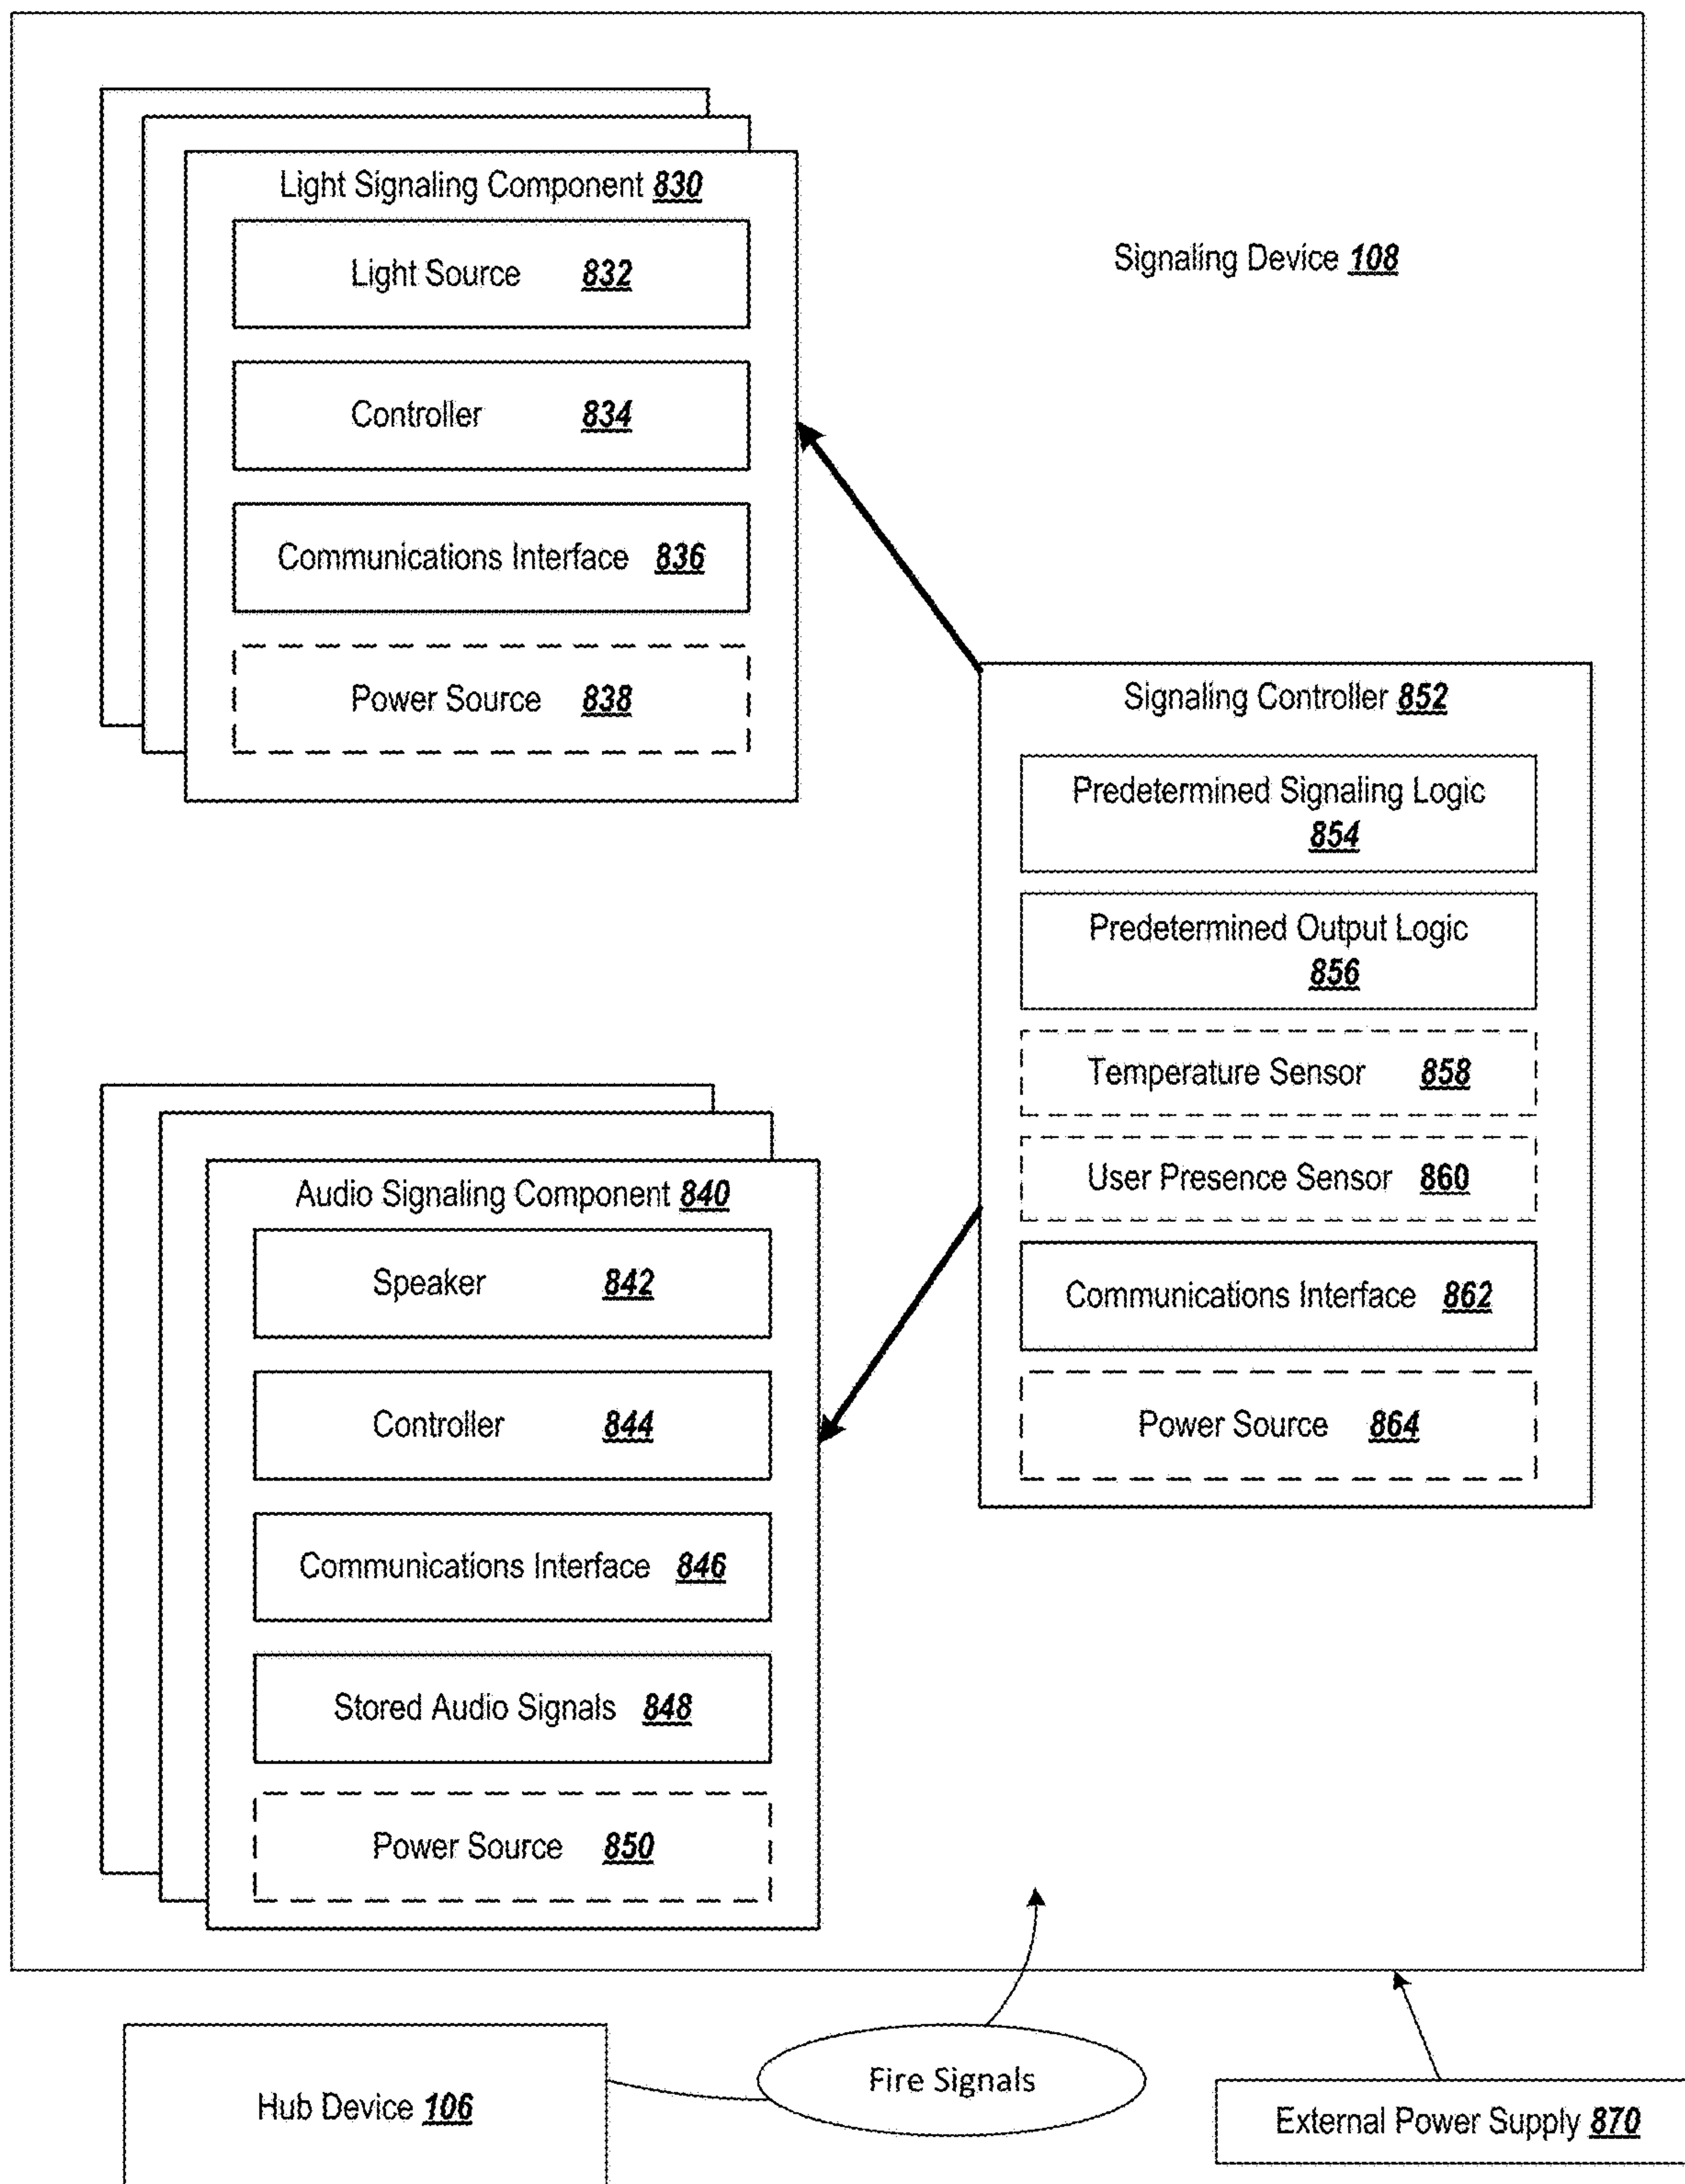 Light Signaling Component 830
Light Source 832
Controller 834
Communications Interface 836
Power Source 838
Signaling Device 108
Signaling Controller 852
Predetermined Signaling Logic
854
Predetermined Output Logic
856
Temperature Sensor 858
User Presence Sensor 860
Communications Interface 862
Power Source 864
Audio Signaling Component 840
Speaker 842
Controller 844
Communications Interface 846
Stored Audio Signals 848
Power Source 850
Hub Device 106
Fire Signals
External Power Supply 870